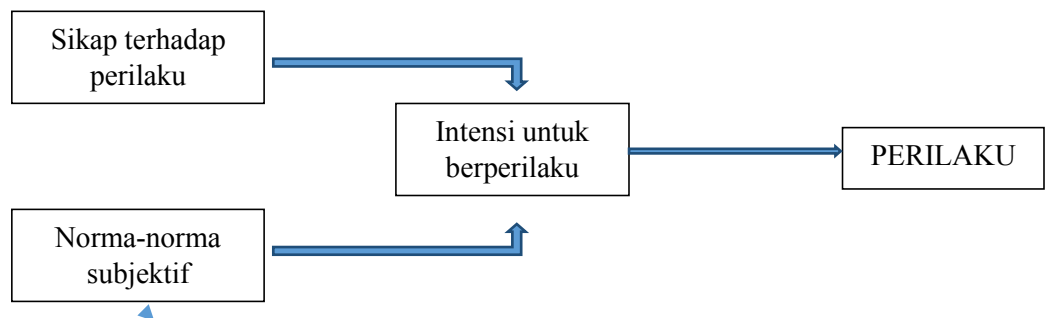 Sikap terhadap
perilaku
Intensi untuk
berperilaku
PERILAKU
Norma-norma
subjektif